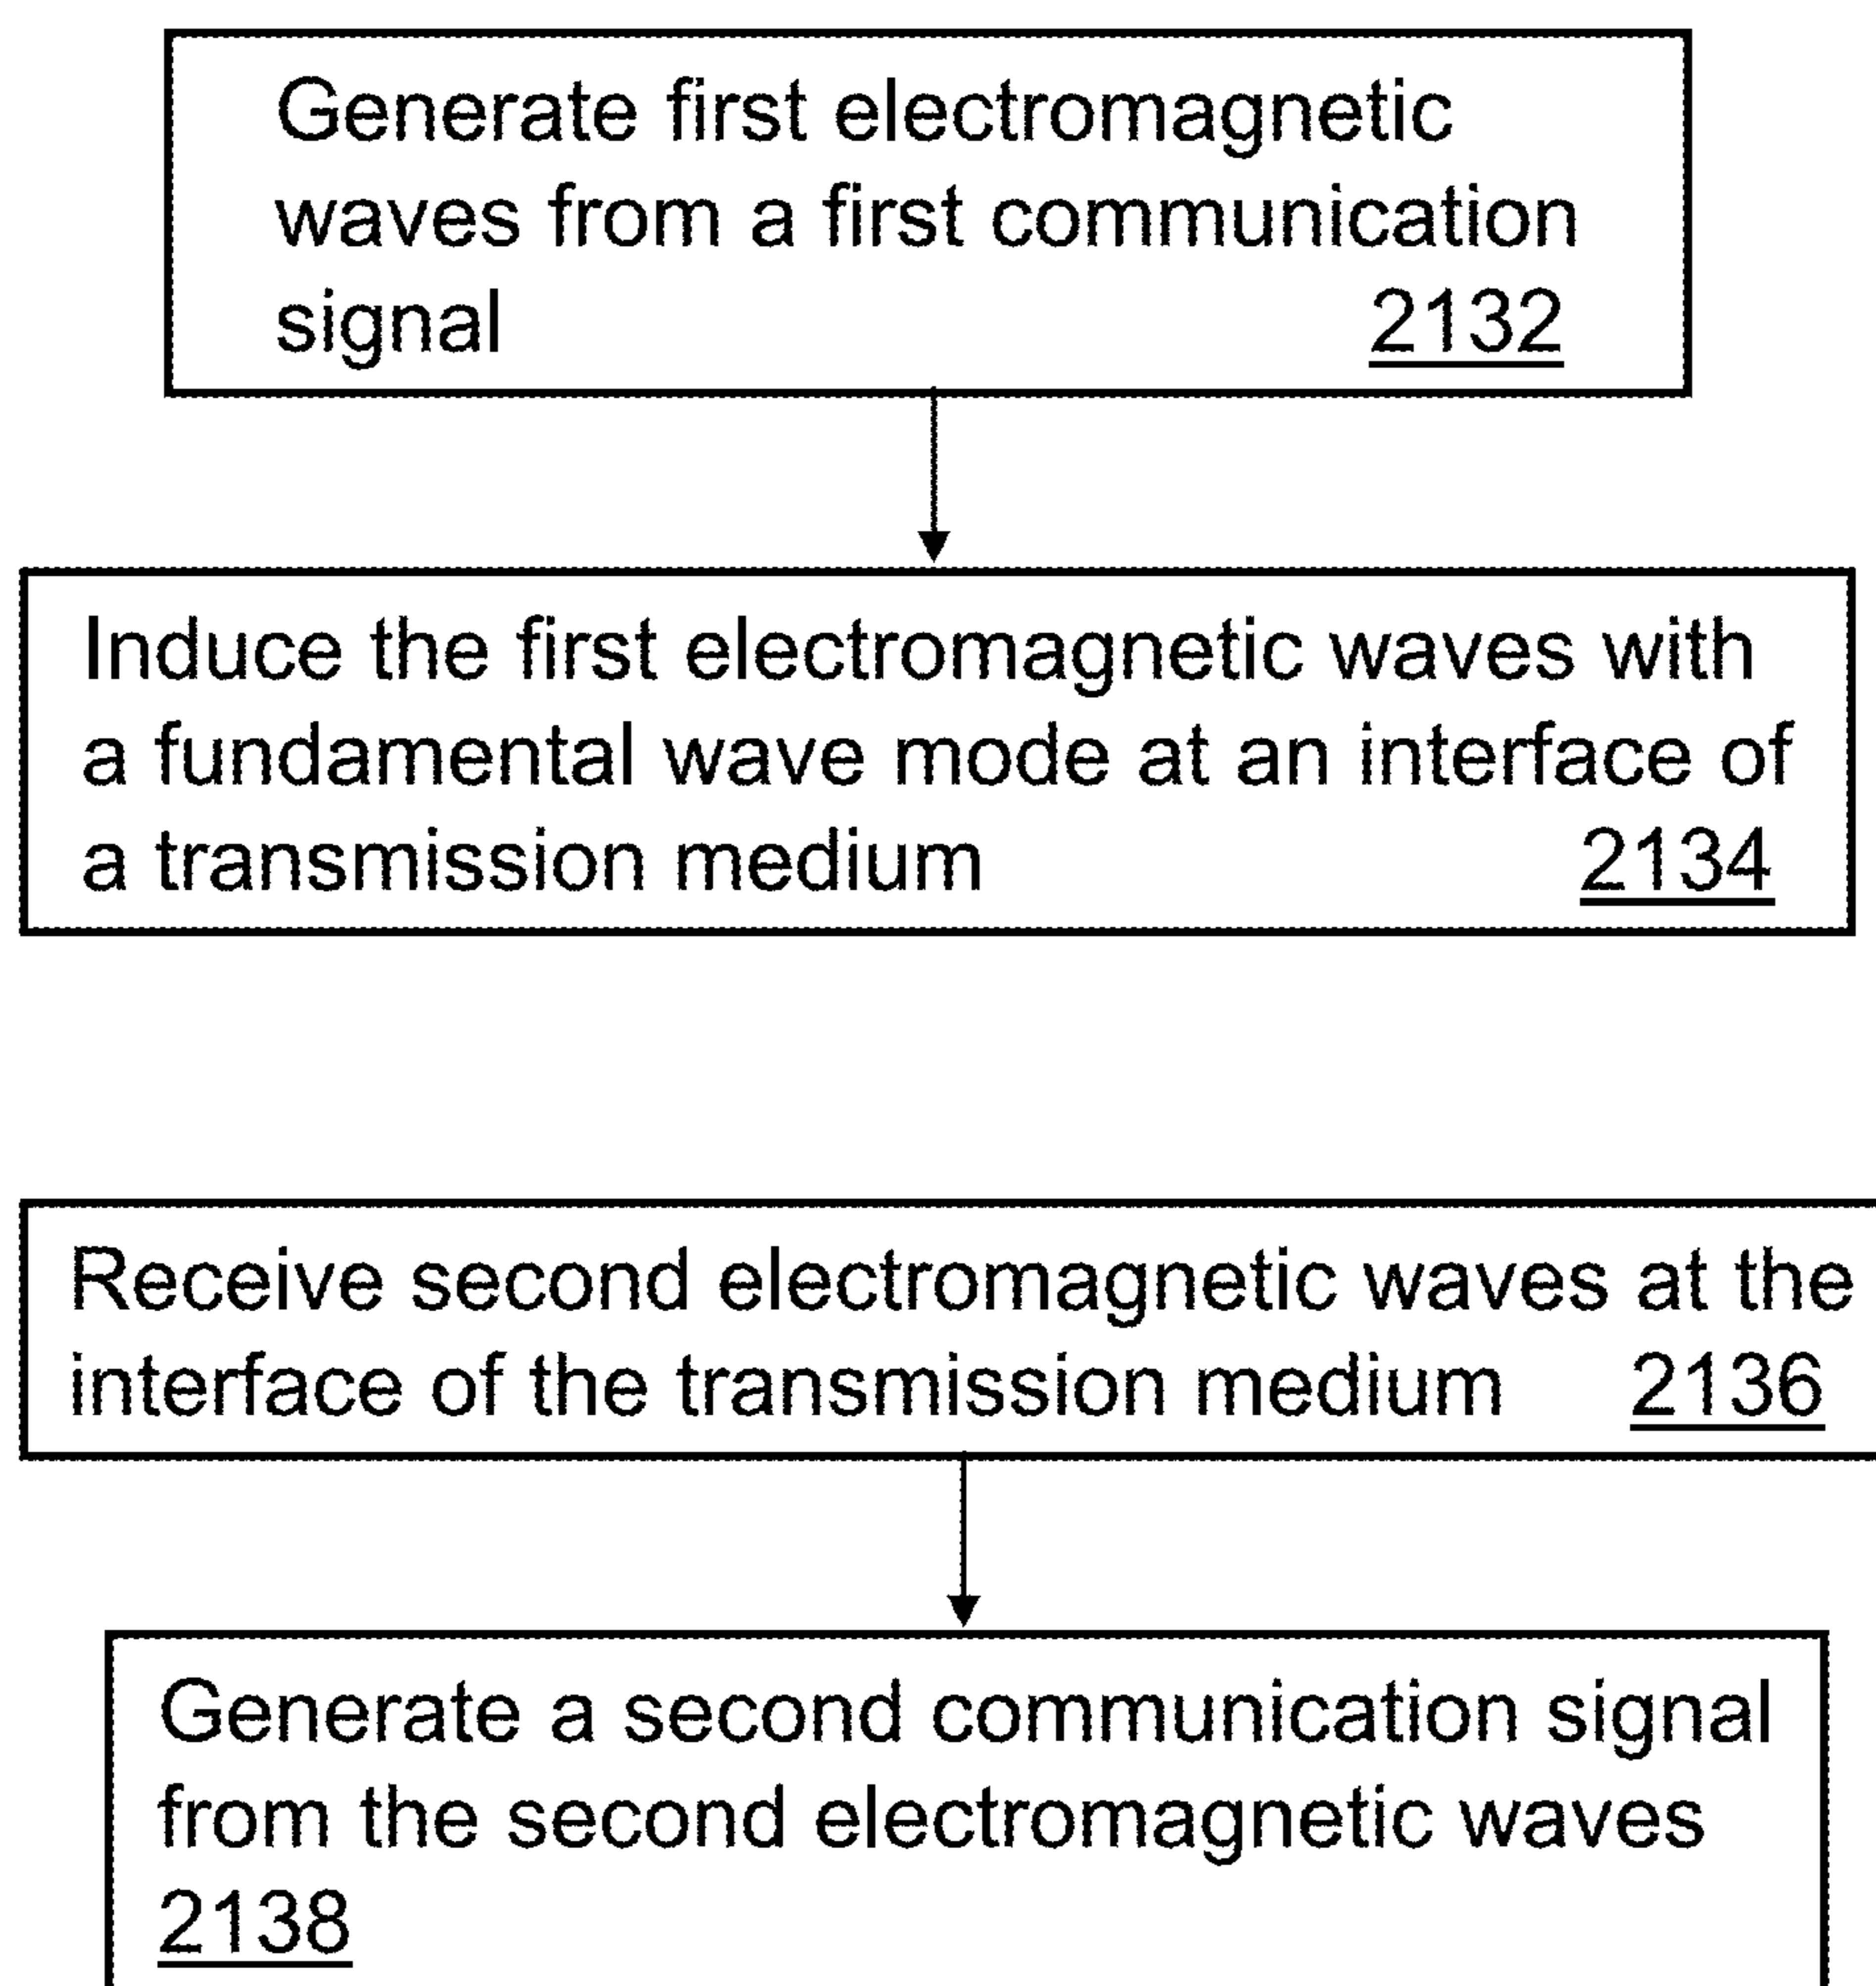 Generate first electromagnetic
waves from a first communication
signal 2132
Induce the first electromagnetic waves with
a fundamental wave mode at an interface of
a transmission medium 2134
Receive second electromagnetic waves at the
interface of the transmission medium 2136
Generate a second communication signal
from the second electromagnetic waves
2138